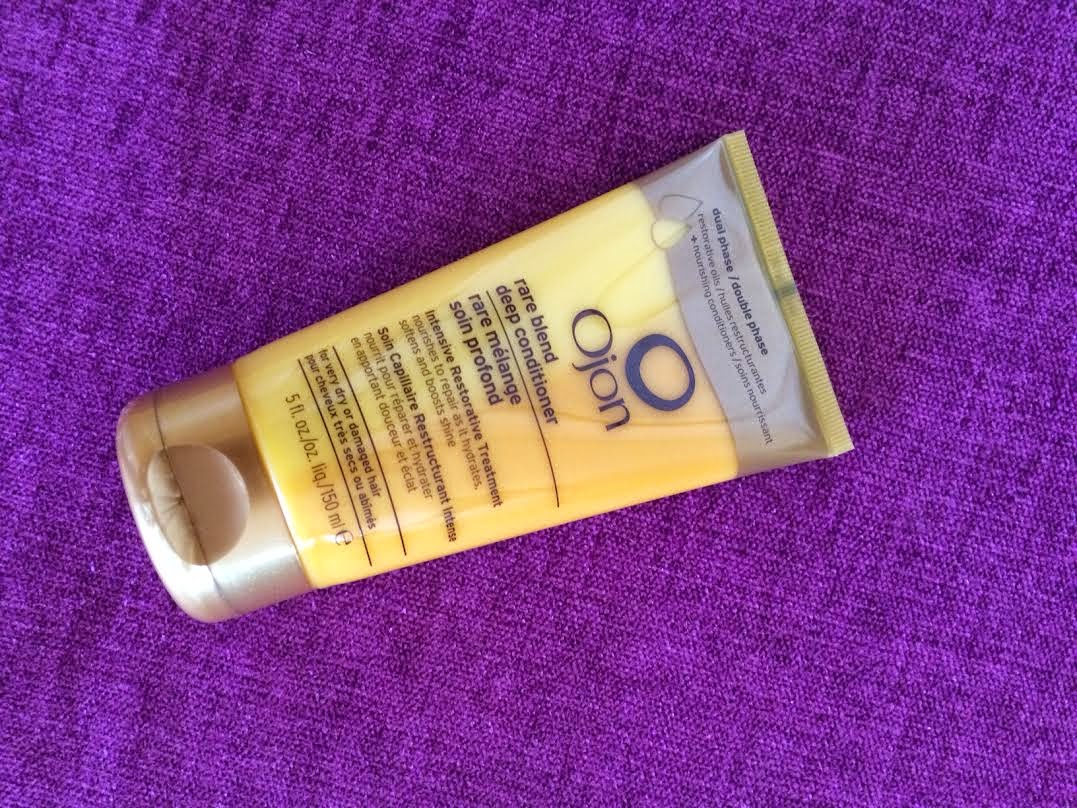 dual phase / double phase
restorative oils / huiles restructurantes
+ nourishing conditioners / soins nourrissant
O
ojon
rare blend
deep conditioner
rare mélange
soin profond
Intensive Restorative Treatment
nourishes to repair as it hydrates,
softens and boosts shine
Soin Capillaire Restructurant Intense
nourrit pour réparer et hydrater
en apportant douceur et éclat
for very dry or damaged hair
pour cheveux très secs ou abîmés
5 fl. oz./oz. liq./150 ml e